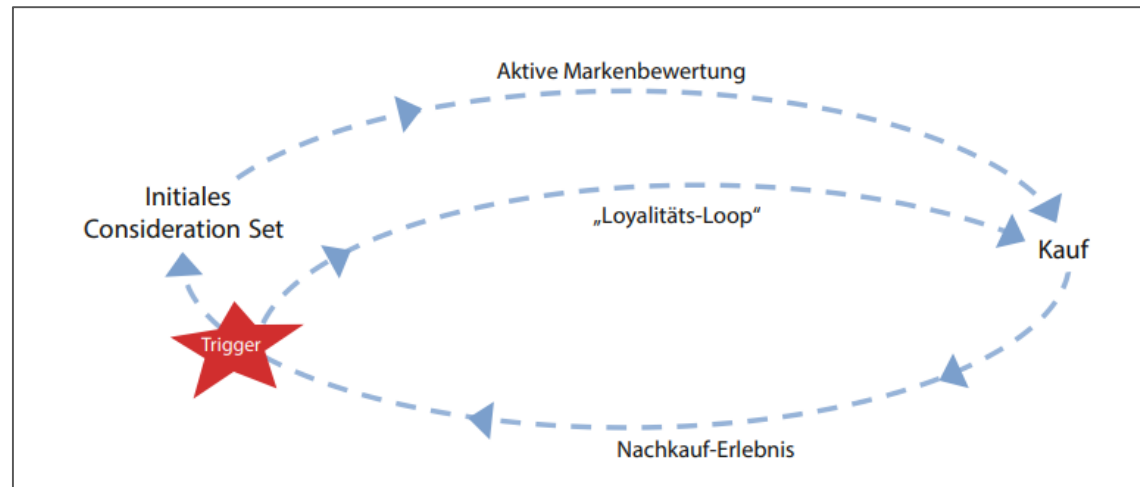 Aktive Markenbewertung
Initiales
Consideration Set
„Loyalitäts-Loop“
Kauf
Trigger
Nachkauf-Erlebnis